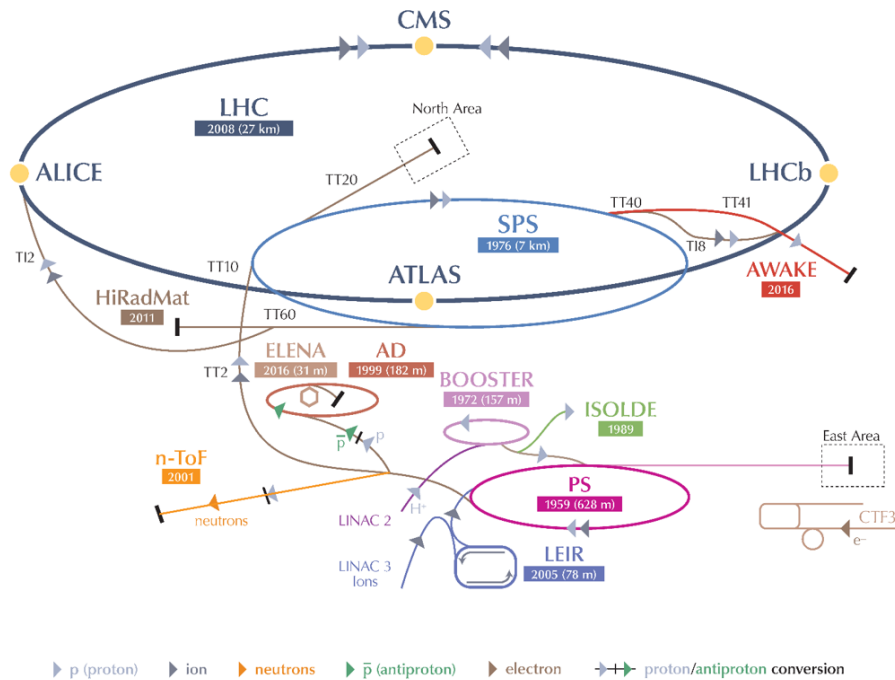 CMS
LHC
2008 (27 km)
North Area
ALICE
LHCb
TT20
TT40
TT41
SPS
1976 (7 km)
TI8
TI2
TT10
ATLAS
AWAKE
2016
HiRadMat
2011
TT60
ELENA
2016 (31 m)
AD
1999 (182 m)
TT2
BOOSTER
1972 (157 m)
ISOLDE
1989
p̅
p
East Area
n-ToF
2001
neutrons
PS
1959 (628 m)
LINAC 2
H⁺
CTF3
e⁻
LEIR
2005 (78 m)
LINAC 3
Ions
p (proton)
ion
neutrons
p̅ (antiproton)
electron
proton/antiproton conversion